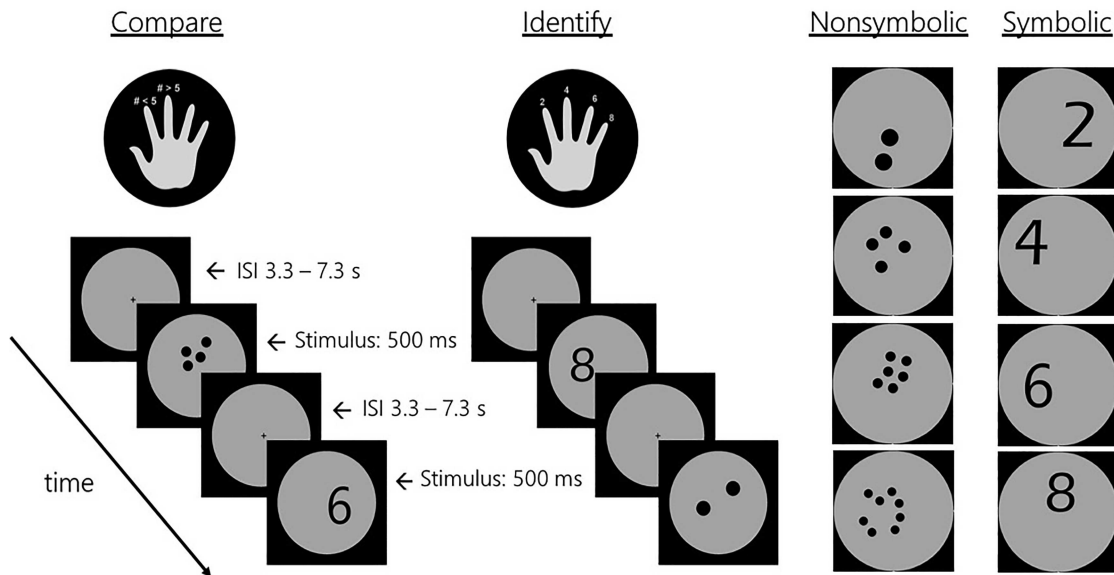 Compare
Identify
Nonsymbolic
Symbolic
# < 5
# > 5
2
4
6
8
2
← ISI 3.3 – 7.3 s
4
← Stimulus: 500 ms
8
← ISI 3.3 – 7.3 s
6
time
← Stimulus: 500 ms
6
8